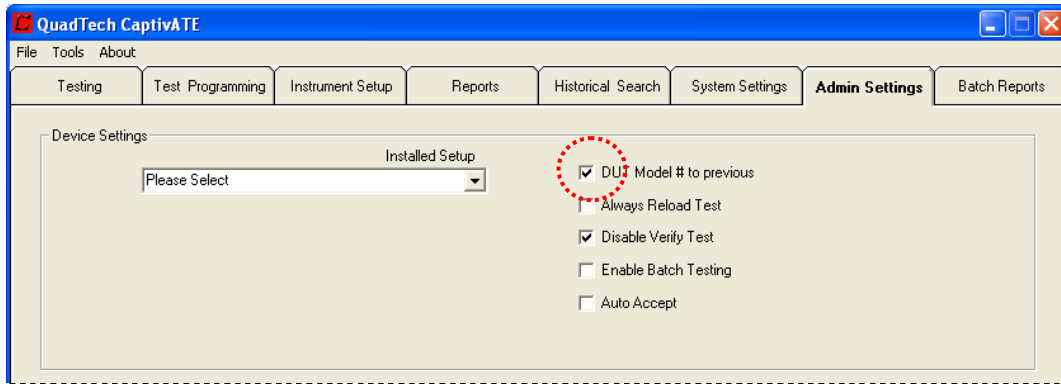 QuadTech CaptivATE
File Tools About
Testing Test Programming Instrument Setup Reports Historical Search System Settings Admin Settings Batch Reports
Device Settings
Installed Setup
Please Select
DUT Model # to previous
Always Reload Test
Disable Verify Test
Enable Batch Testing
Auto Accept